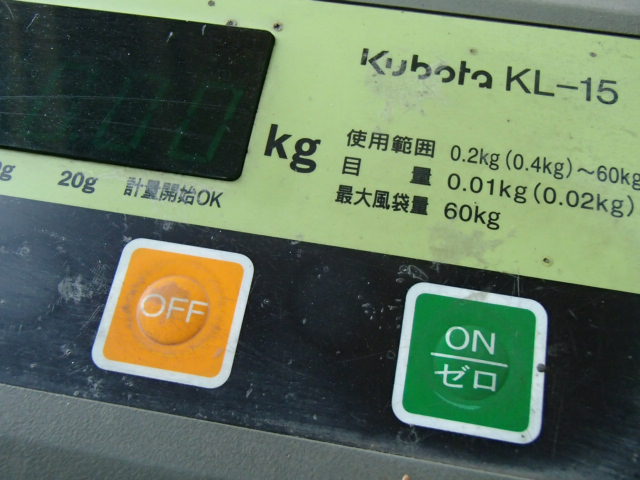 Kubota KL-15
kg
使用範囲 0.2kg(0.4kg)～60kg
目 量 0.01kg(0.02kg)
最大風袋量 60kg
20g 計量開始OK
OFF
ON
ゼロ